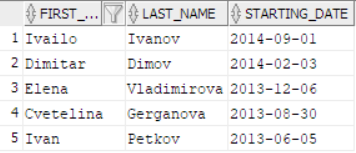 FIRST_... LAST_NAME STARTING_DATE
1 Ivailo Ivanov 2014-09-01
2 Dimitar Dimov 2014-02-03
3 Elena Vladimirova 2013-12-06
4 Cvetelina Gerganova 2013-08-30
5 Ivan Petkov 2013-06-05